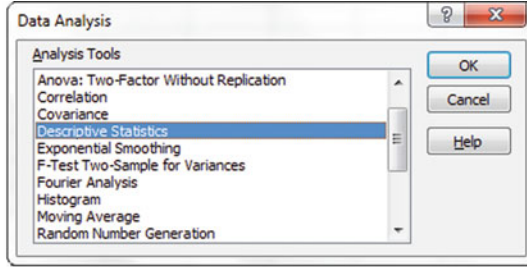 Data Analysis
?
Analysis Tools
Anova: Two-Factor Without Replication
Correlation
Covariance
Descriptive Statistics
Exponential Smoothing
F-Test Two-Sample for Variances
Fourier Analysis
Histogram
Moving Average
Random Number Generation
OK
Cancel
Help